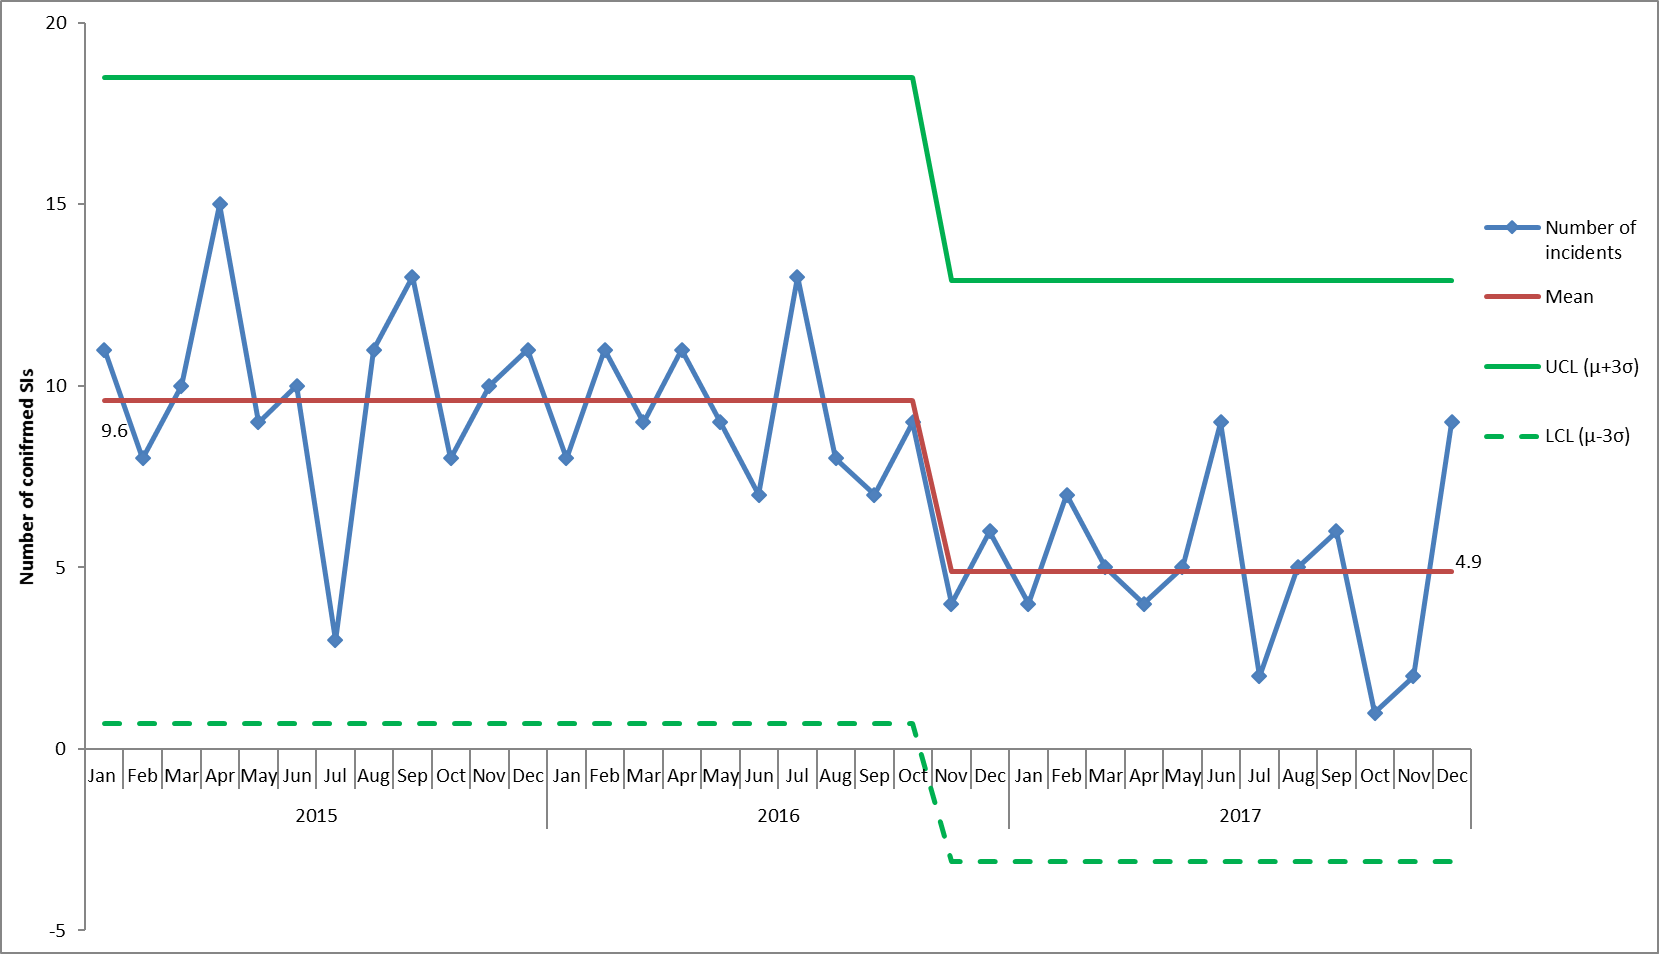 20
15
10
5
0
-5
Number of conifrmed SIs
9.6
4.9
Number of
incidents
Mean
UCL (μ+3σ)
LCL (μ-3σ)
Jan Feb Mar Apr May Jun Jul Aug Sep Oct Nov Dec Jan Feb Mar Apr May Jun Jul Aug Sep Oct Nov Dec Jan Feb Mar Apr May Jun Jul Aug Sep Oct Nov Dec
2015 2016 2017